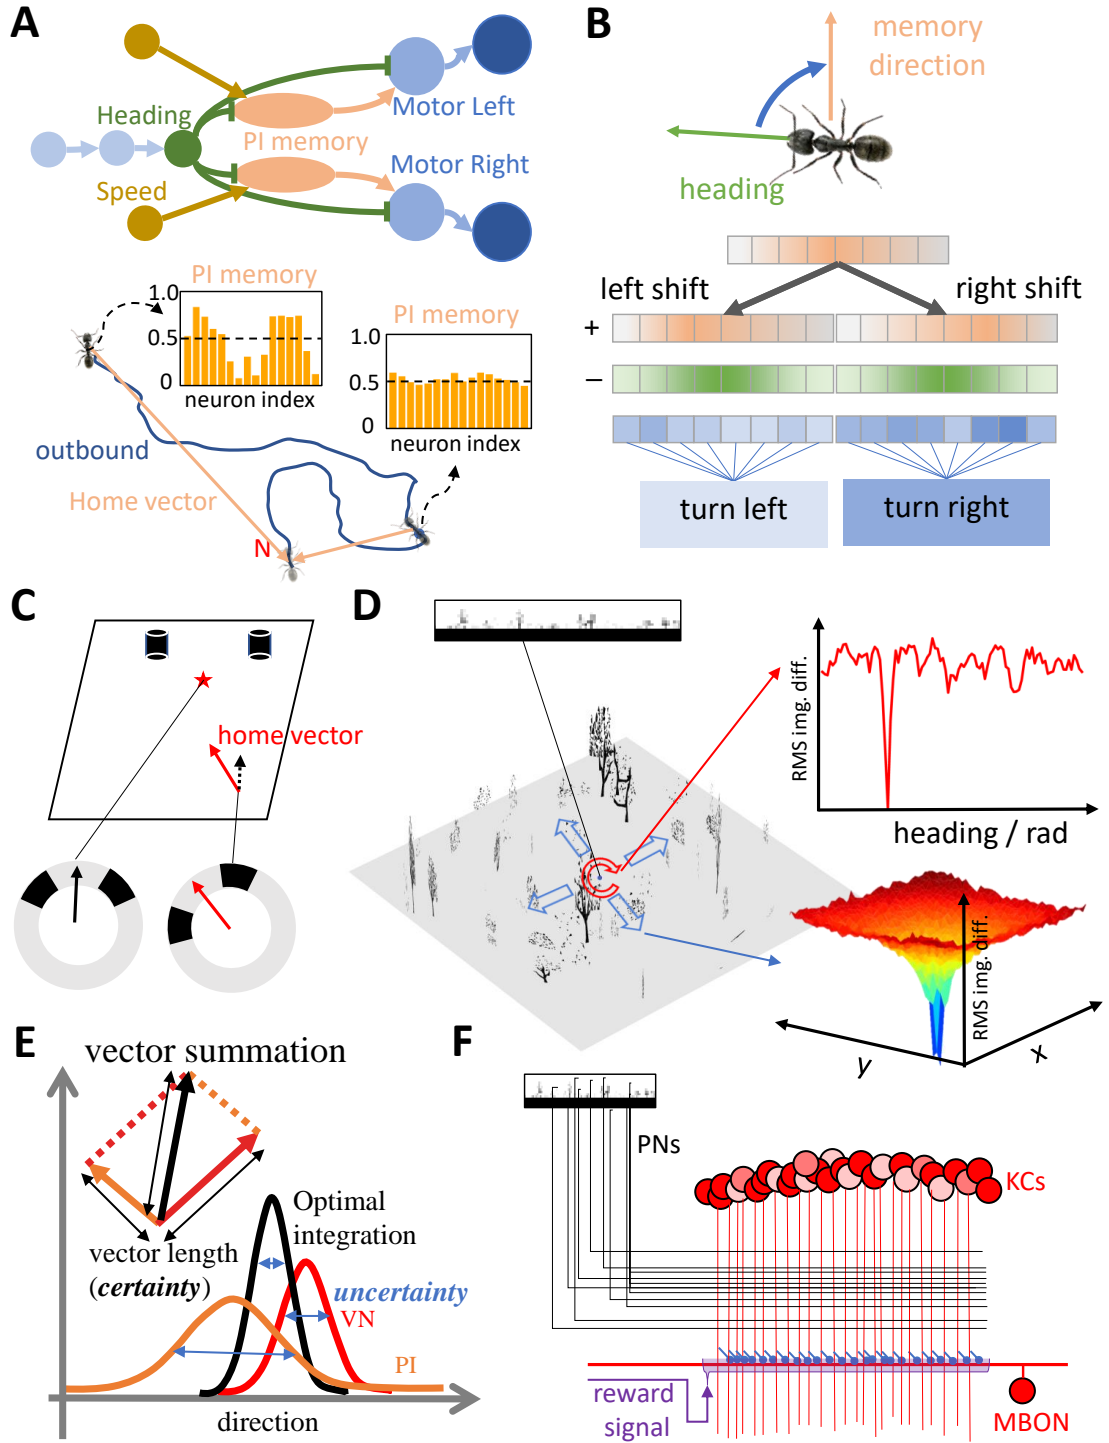 A
Heading
Motor Left
PI memory
Motor Right
Speed
PI memory
1.0
0.5
0
neuron index
PI memory
1.0
0.5
0
neuron index
outbound
Home vector
N
B
memory
direction
heading
left shift
right shift
+
–
turn left
turn right
C
home vector
D
RMS img. diff.
heading / rad
RMS img. diff.
y
x
E
vector summation
Optimal
integration
vector length
(certainty)
uncertainty
VN
PI
direction
F
PNs
KCs
reward
signal
MBON